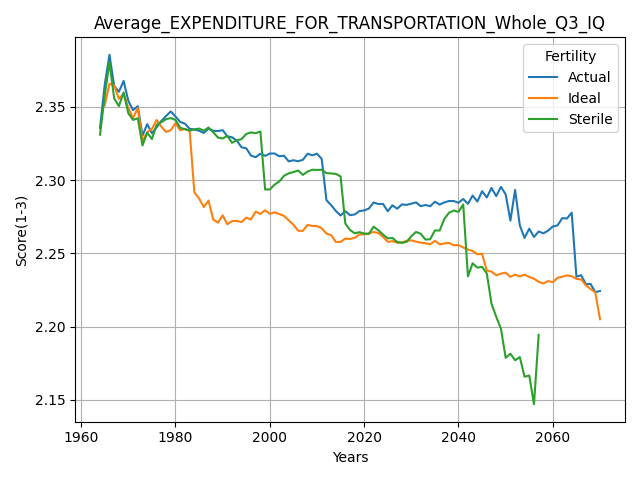 Average_EXPENDITURE_FOR_TRANSPORTATION_Whole_Q3_IQ
Fertility
Actual
Ideal
Sterile
Score(1-3)
2.35
2.30
2.25
2.20
2.15
1960 1980 2000 2020 2040 2060
Years